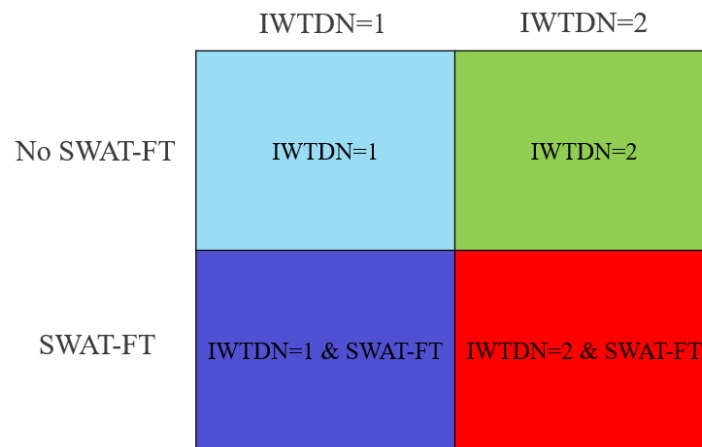 IWTDN=1 IWTDN=2
No SWAT-FT IWTDN=1 IWTDN=2
SWAT-FT IWTDN=1 & SWAT-FT IWTDN=2 & SWAT-FT